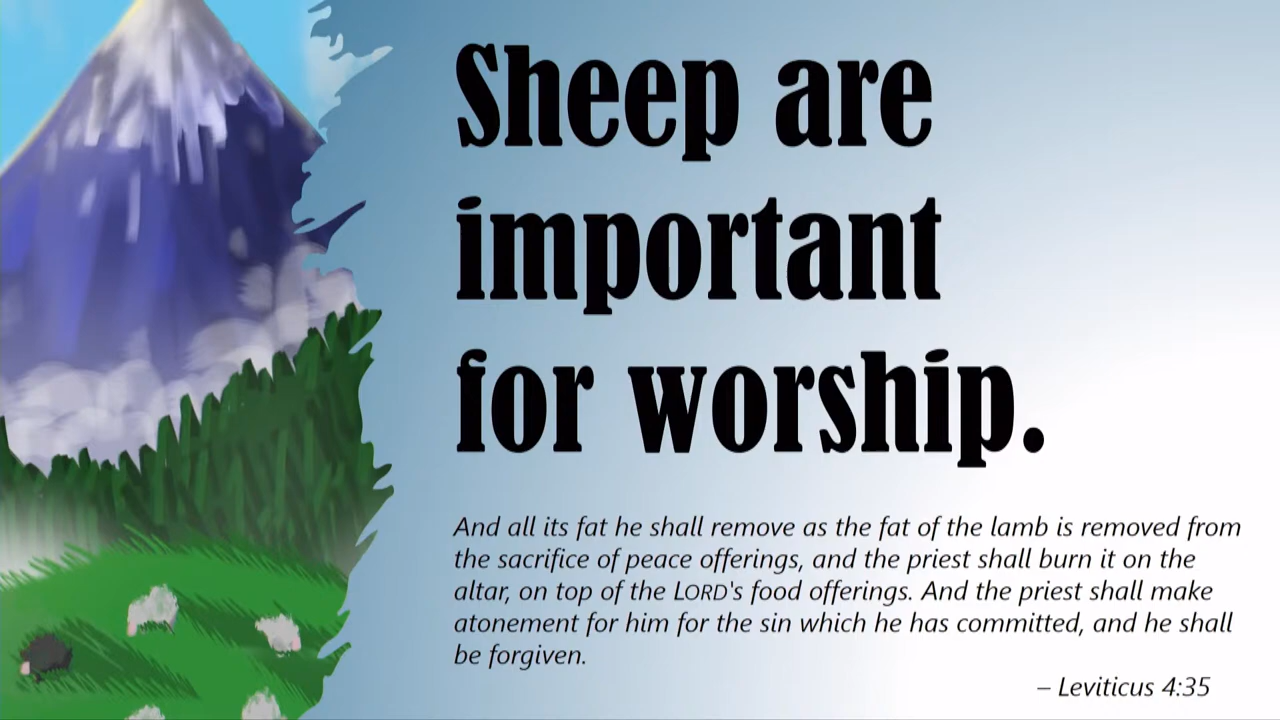 Sheep are
important
for worship.
And all its fat he shall remove as the fat of the lamb is removed from
the sacrifice of peace offerings, and the priest shall burn it on the
altar, on top of the LORD's food offerings. And the priest shall make
atonement for him for the sin which he has committed, and he shall
be forgiven.
– Leviticus 4:35